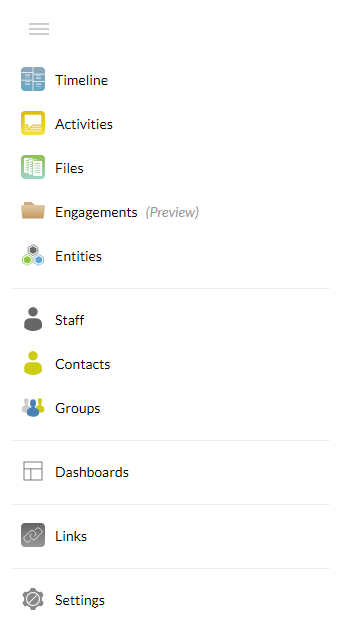 Timeline
Activities
Files
Engagements (Preview)
Entities
Staff
Contacts
Groups
Dashboards
Links
Settings